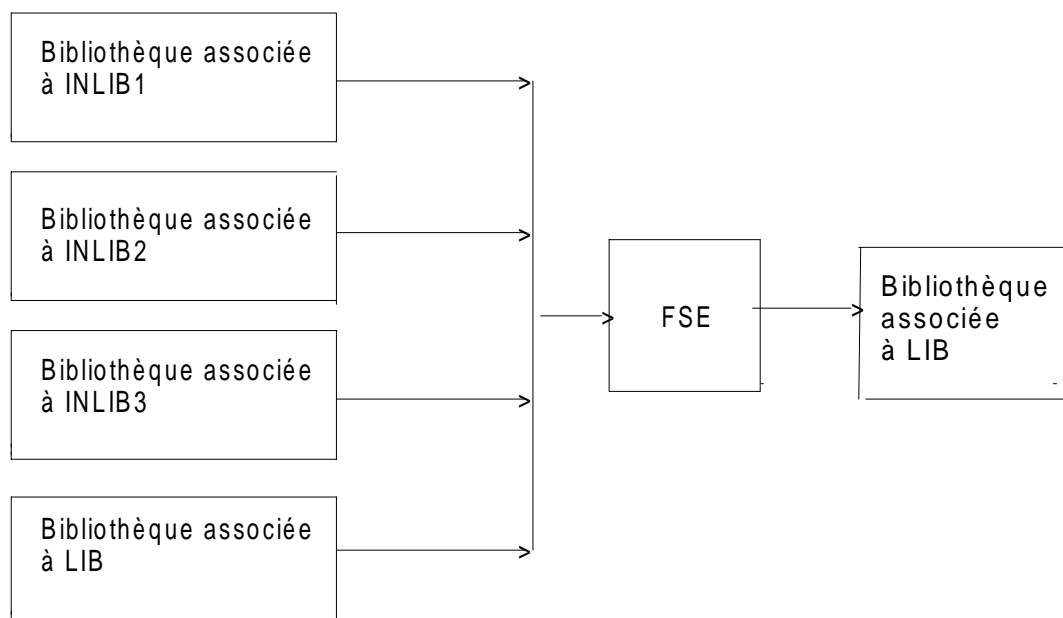 Bibliothèque associée
à INLIB1
Bibliothèque associée
à INLIB2
Bibliothèque associée
à INLIB3
Bibliothèque associée
à LIB
FSE
Bibliothèque
associée
à LIB